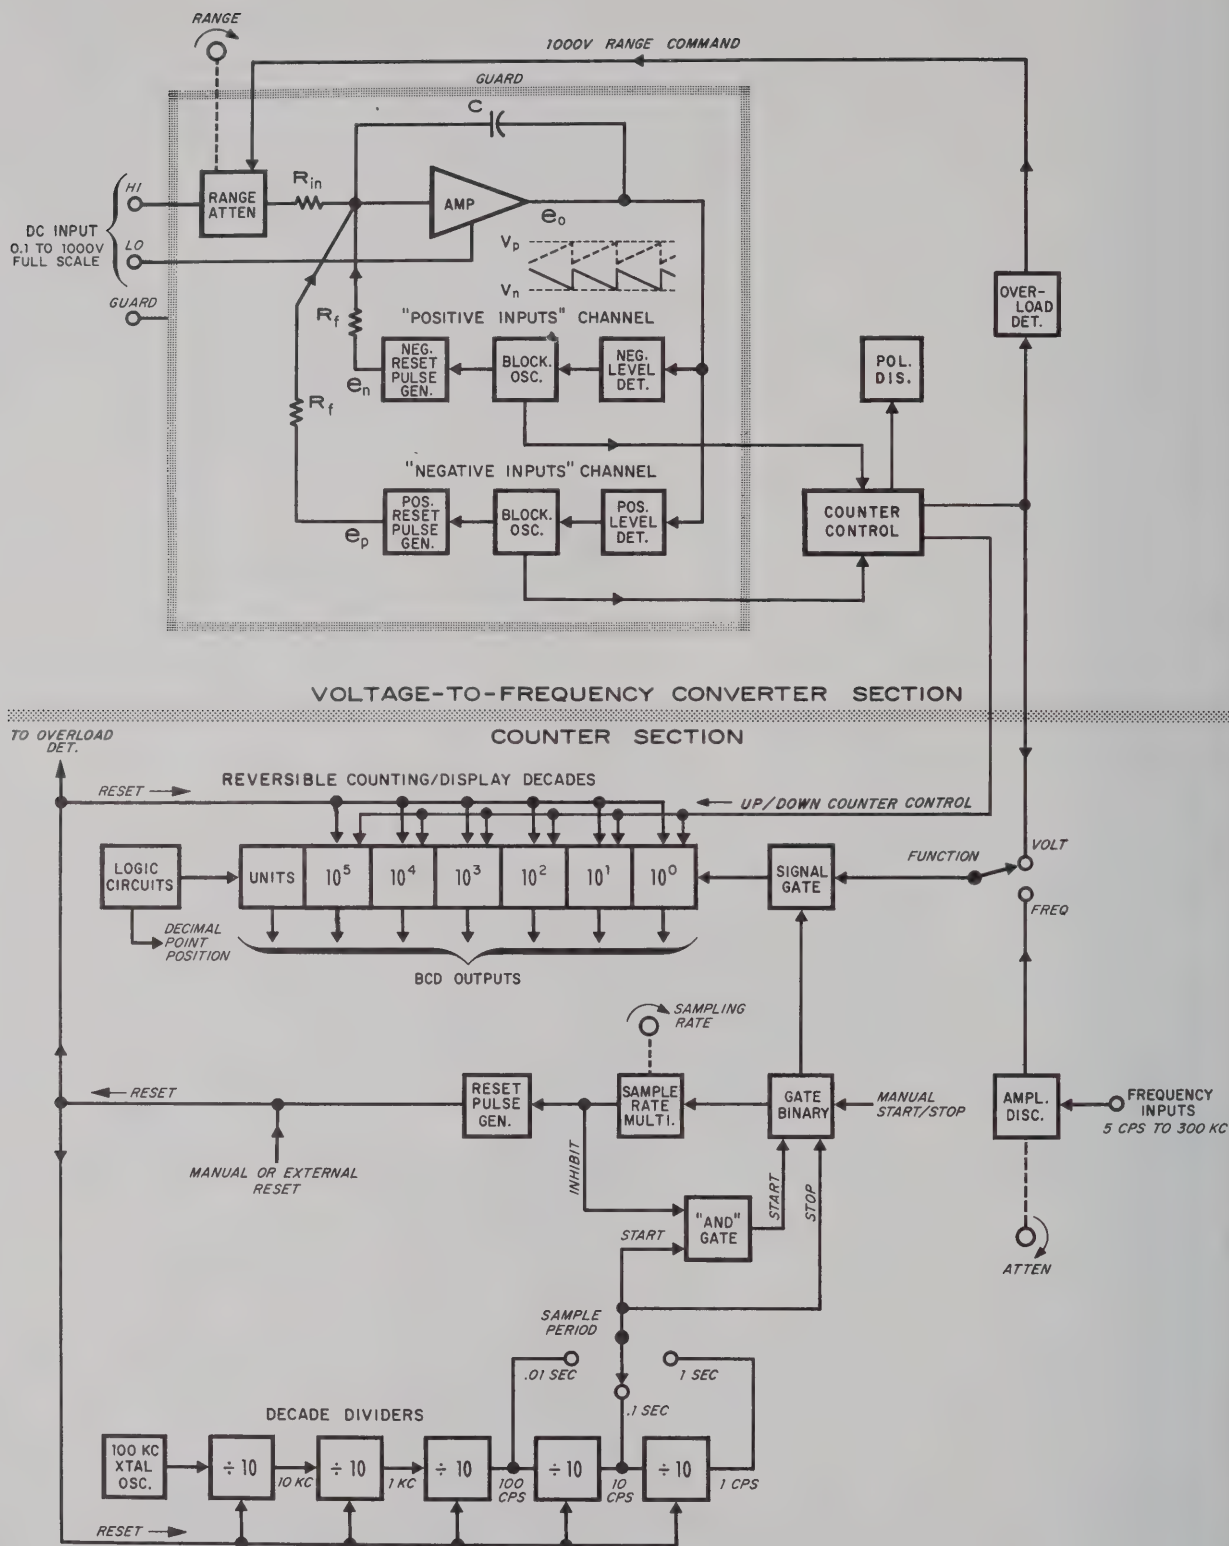 RANGE
1000V RANGE COMMAND
GUARD
C
HI
RANGE
ATTEN
R_in
AMP
e_o
DC INPUT
0.1 TO 1000V
FULL SCALE
LO
V_p
V_n
GUARD
OVER-
LOAD
DET.
"POSITIVE INPUTS" CHANNEL
R_f
NEG.
RESET
PULSE
GEN.
BLOCK.
OSC.
NEG.
LEVEL
DET.
POL.
DIS.
e_n
R_f
"NEGATIVE INPUTS" CHANNEL
POS.
RESET
PULSE
GEN.
BLOCK.
OSC.
POS.
LEVEL
DET.
COUNTER
CONTROL
e_p
VOLTAGE-TO-FREQUENCY CONVERTER SECTION
COUNTER SECTION
TO OVERLOAD
DET.
REVERSIBLE COUNTING/DISPLAY DECADES
RESET
UP/DOWN COUNTER CONTROL
LOGIC
CIRCUITS
UNITS
10⁵
10⁴
10³
10²
10¹
10⁰
SIGNAL
GATE
FUNCTION
VOLT
FREQ
DECIMAL
POINT
POSITION
BCD OUTPUTS
SAMPLING
RATE
RESET
RESET
PULSE
GEN.
SAMPLE
RATE
MULTI.
GATE
BINARY
MANUAL
START/STOP
AMPL.
DISC.
FREQUENCY
INPUTS
5 CPS TO 300 KC
MANUAL OR EXTERNAL
RESET
INHIBIT
START
"AND"
GATE
START
STOP
ATTEN
SAMPLE
PERIOD
.01 SEC
.1 SEC
1 SEC
DECADE DIVIDERS
100 KC
XTAL
OSC.
÷ 10
10 KC
÷ 10
1 KC
÷ 10
100
CPS
÷ 10
10
CPS
÷ 10
1 CPS
RESET